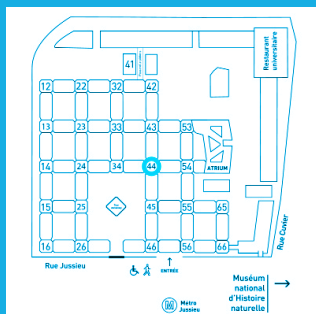 Restaurant
universitaire
41
12 22 32 42
13 23 33 43 53
14 24 34 44 54
ATRIUM
15 25 45 55 65
16 26 46 56 66
Rue Cuvier
Rue Jussieu
ENTRÉE
Muséum
national
d'Histoire
naturelle
M Métro
Jussieu